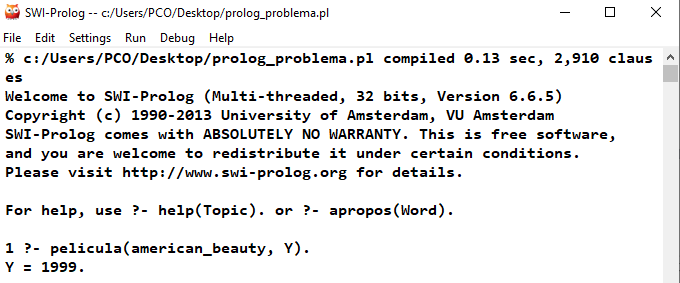 SWI-Prolog -- c:/Users/PCO/Desktop/prolog_problema.pl
File Edit Settings Run Debug Help
% c:/Users/PCO/Desktop/prolog_problema.pl compiled 0.13 sec, 2,910 claus
es
Welcome to SWI-Prolog (Multi-threaded, 32 bits, Version 6.6.5)
Copyright (c) 1990-2013 University of Amsterdam, VU Amsterdam
SWI-Prolog comes with ABSOLUTELY NO WARRANTY. This is free software,
and you are welcome to redistribute it under certain conditions.
Please visit http://www.swi-prolog.org for details.
For help, use ?- help(Topic). or ?- apropos(Word).
1 ?- pelicula(american_beauty, Y).
Y = 1999.